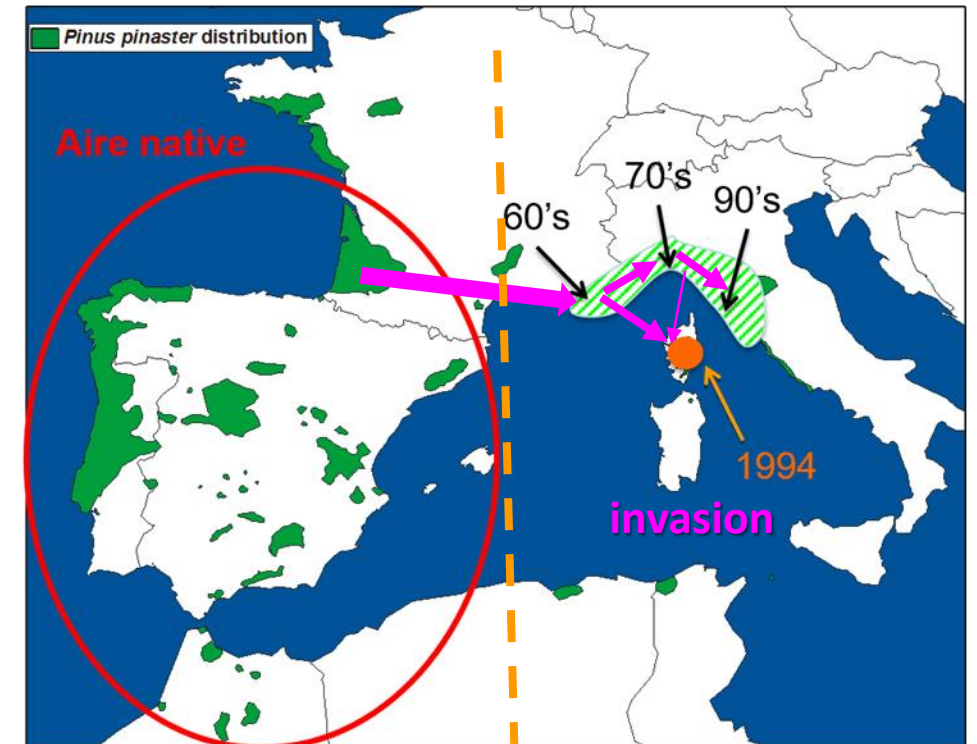 Pinus pinaster distribution
Aire native
60's
70's
90's
1994
invasion